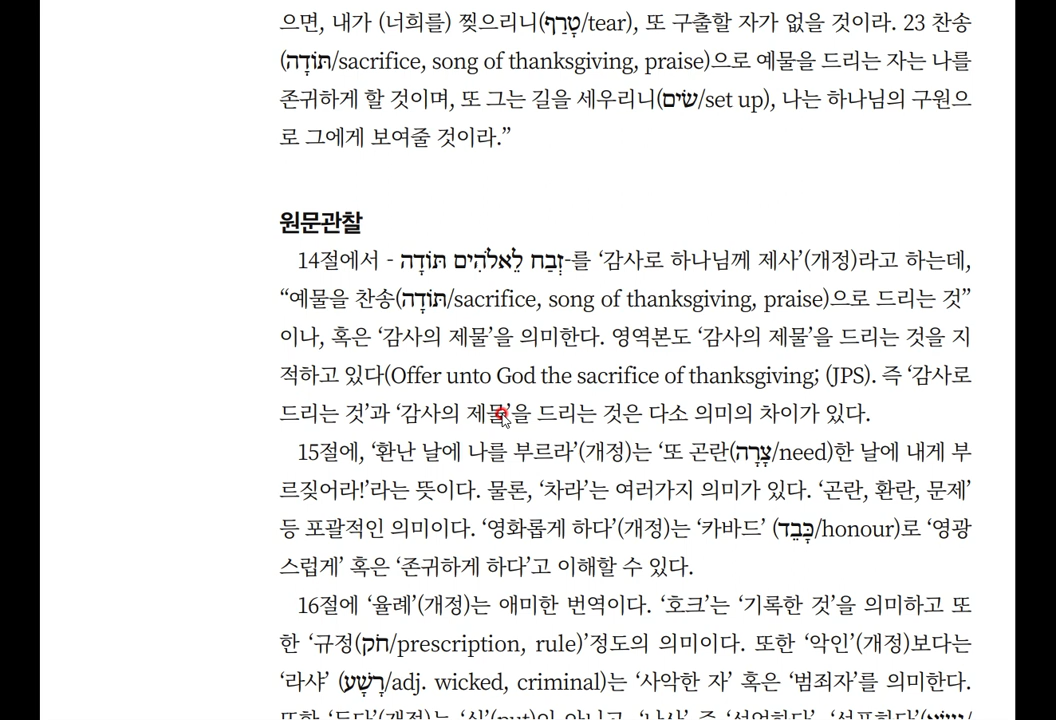 으면, 내가 (너희를) 찢으리니(טָרַף/tear), 또 구출할 자가 없을 것이라. 23 찬송
(תּוֹדָה/sacrifice, song of thanksgiving, praise)으로 예물을 드리는 자는 나를
존귀하게 할 것이며, 또 그는 길을 세우리니(שׂים/set up), 나는 하나님의 구원으
로 그에게 보여줄 것이라.”
원문관찰
14절에서 - זְבַח לֵאלֹהִים תּוֹדָה-를 ‘감사로 하나님께 제사’(개정)라고 하는데,
“예물을 찬송(תּוֹדָה/sacrifice, song of thanksgiving, praise)으로 드리는 것”
이나, 혹은 ‘감사의 제물’을 의미한다. 영역본도 ‘감사의 제물’을 드리는 것을 지
적하고 있다(Offer unto God the sacrifice of thanksgiving; (JPS). 즉 ‘감사로
드리는 것’과 ‘감사의 제물’을 드리는 것은 다소 의미의 차이가 있다.
15절에, ‘환난 날에 나를 부르라’(개정)는 ‘또 곤란(צָרָה/need)한 날에 내게 부
르짖어라!’라는 뜻이다. 물론, ‘차라’는 여러가지 의미가 있다. ‘곤란, 환란, 문제’
등 포괄적인 의미이다. ‘영화롭게 하다’(개정)는 ‘카바드’ (כָּבֵד/honour)로 ‘영광
스럽게’ 혹은 ‘존귀하게 하다’고 이해할 수 있다.
16절에 ‘율례’(개정)는 애미한 번역이다. ‘호크’는 ‘기록한 것’을 의미하고 또
한 ‘규정(חֹק/prescription, rule)’정도의 의미이다. 또한 ‘악인’(개정)보다는
‘라샤’ (רָשָׁע/adj. wicked, criminal)는 ‘사악한 자’ 혹은 ‘범죄자’를 의미한다.